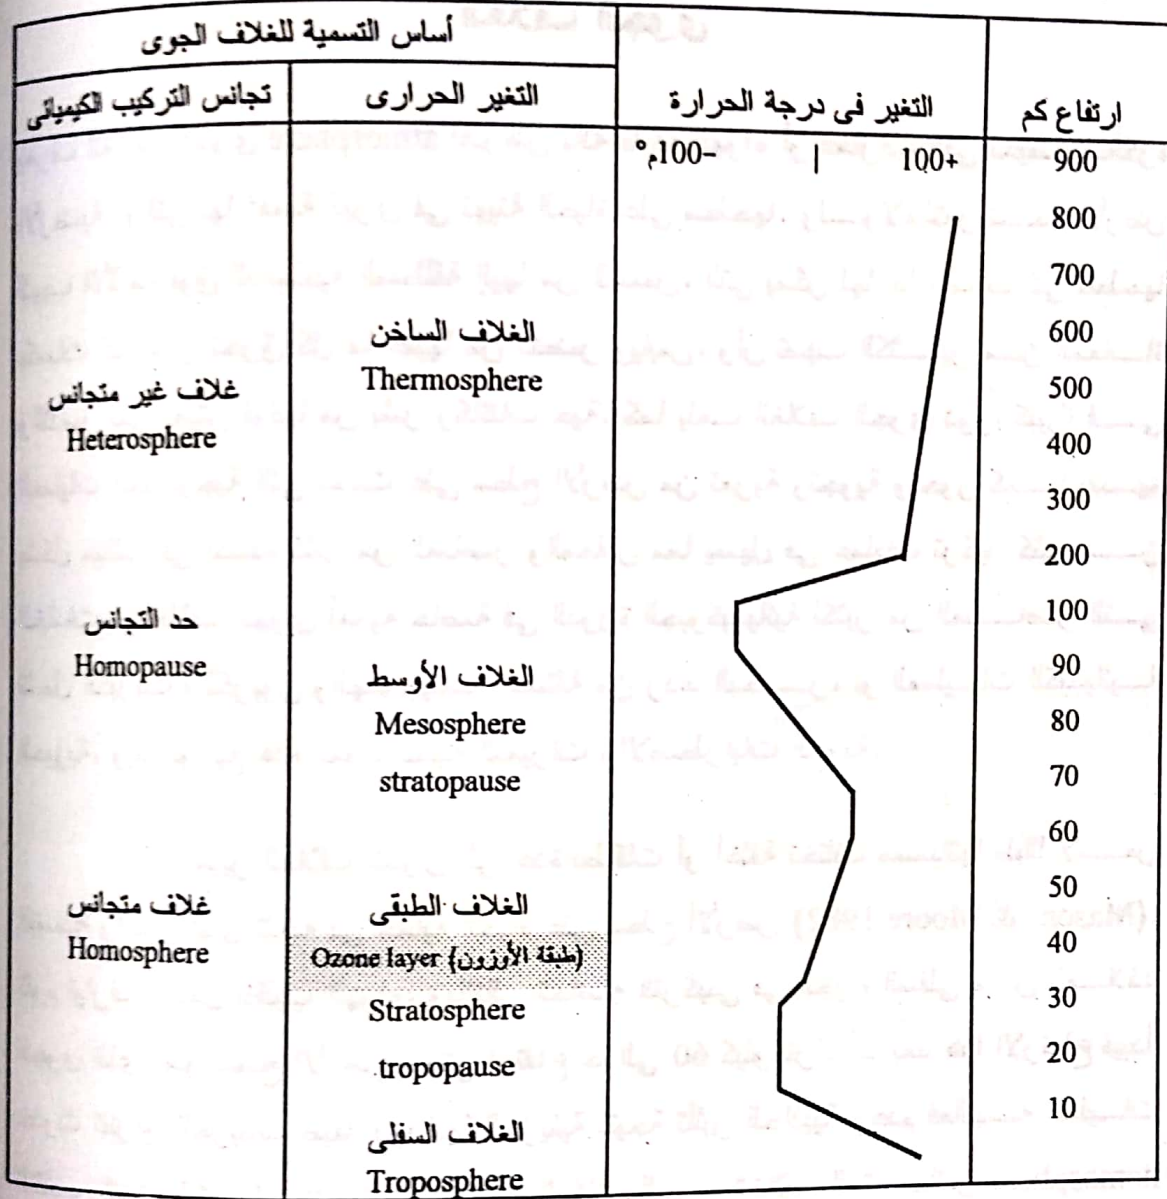 أساس التسمية للغلاف الجوى
ارتفاع كم
التغير فى درجة الحرارة
التغير الحرارى
تجانس التركيب الكيميائى
+100
|
-100م°
900
800
700
600
500
400
300
200
100
90
80
70
60
50
40
30
20
10
الغلاف الساخن
Thermosphere
الغلاف الأوسط
Mesosphere
stratopause
الغلاف الطبقى
(طبقة الأوزون) Ozone layer
Stratosphere
tropopause
الغلاف السفلى
Troposphere
غلاف غير متجانس
Heterosphere
حد التجانس
Homopause
غلاف متجانس
Homosphere